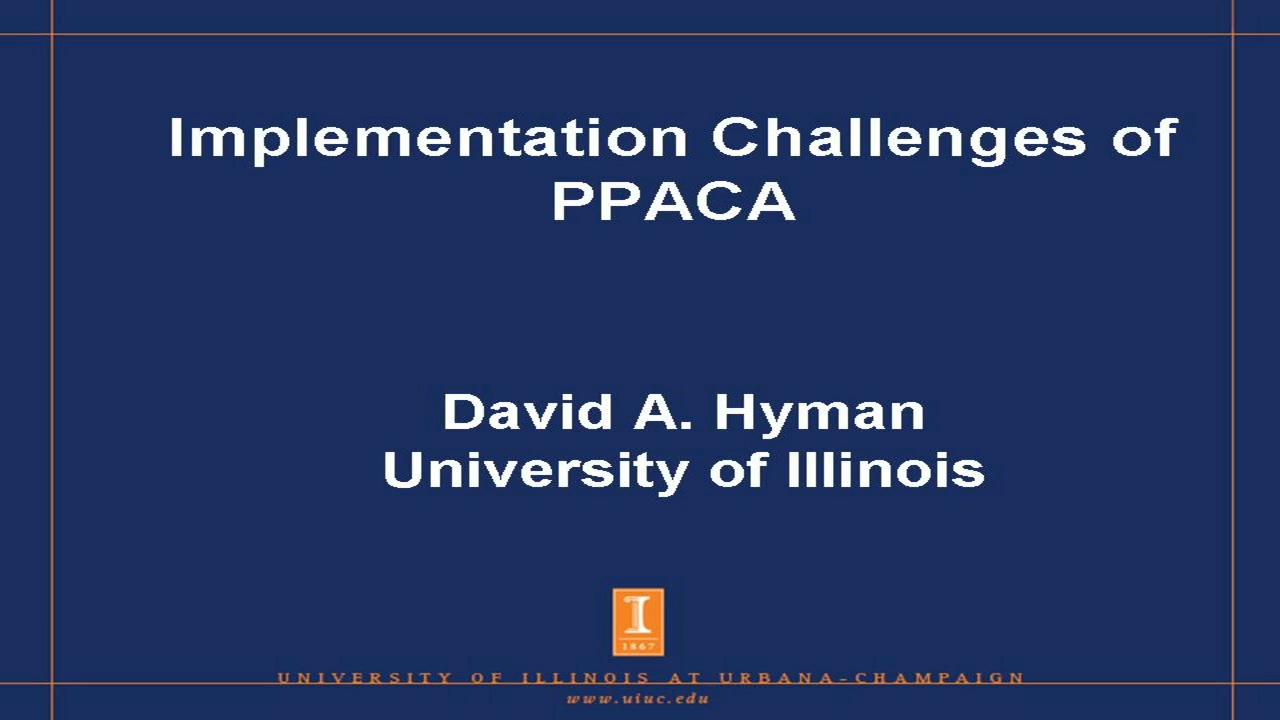 Implementation Challenges of
PPACA
David A. Hyman
University of Illinois
I
1867
UNIVERSITY OF ILLINOIS AT URBANA-CHAMPAIGN
www.uiuc.edu